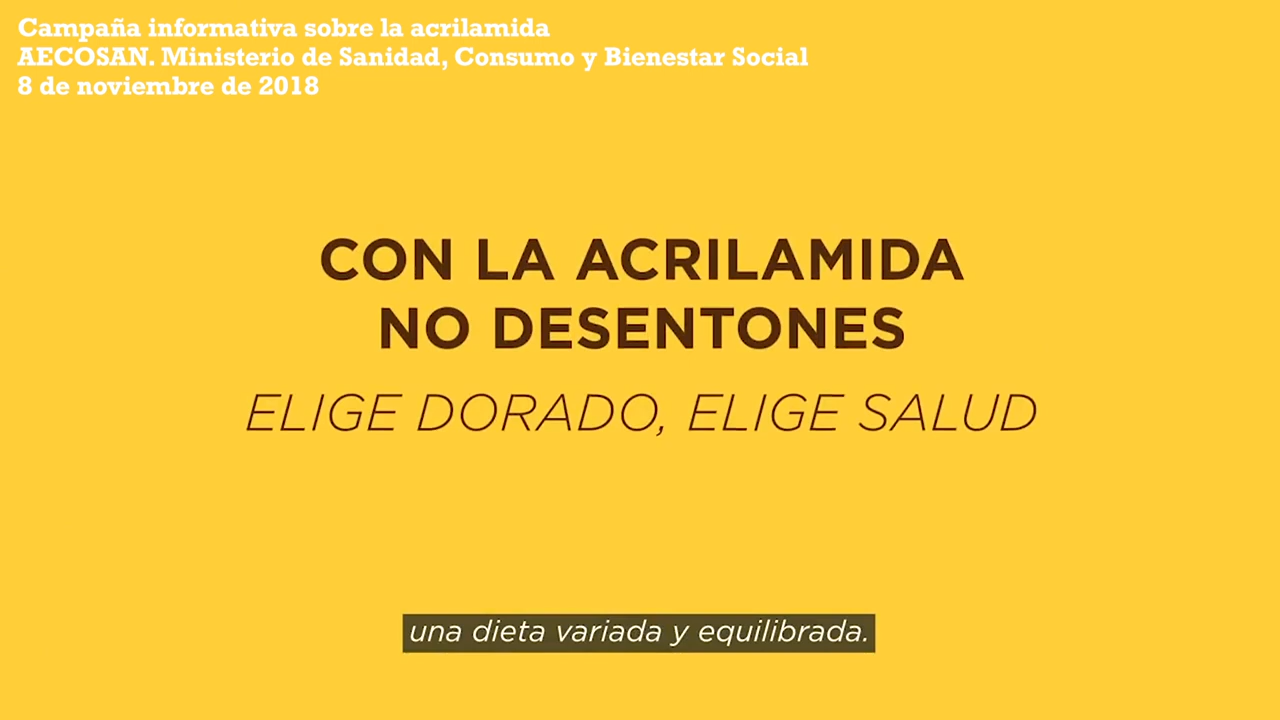 Campaña informativa sobre la acrilamida
AECOSAN. Ministerio de Sanidad, Consumo y Bienestar Social
8 de noviembre de 2018
CON LA ACRILAMIDA
NO DESENTONES
ELIGE DORADO, ELIGE SALUD
una dieta variada y equilibrada.